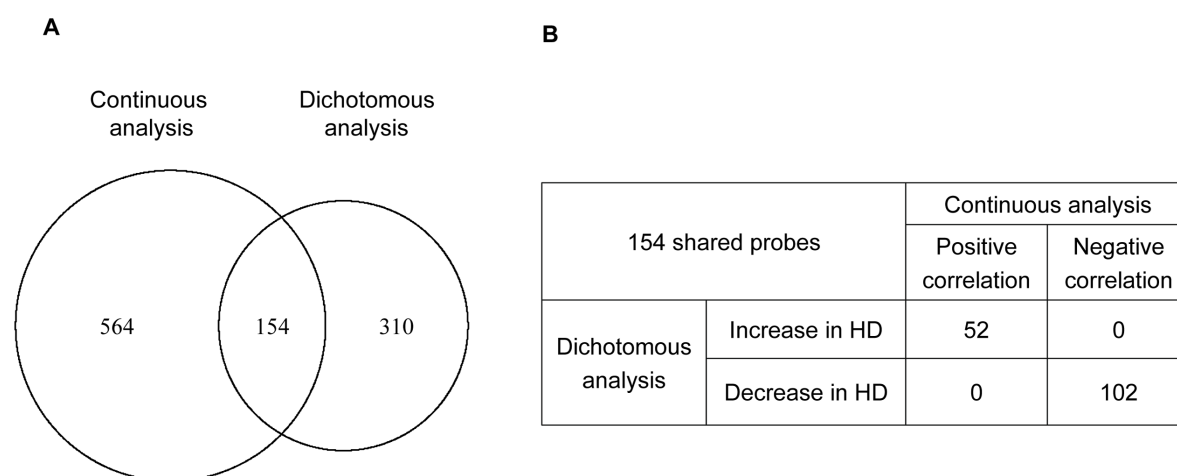 A
B
Continuous
analysis
Dichotomous
analysis
564
154
310
154 shared probes
Continuous analysis
Positive
correlation
Negative
correlation
Dichotomous
analysis
Increase in HD
52
0
Decrease in HD
0
102